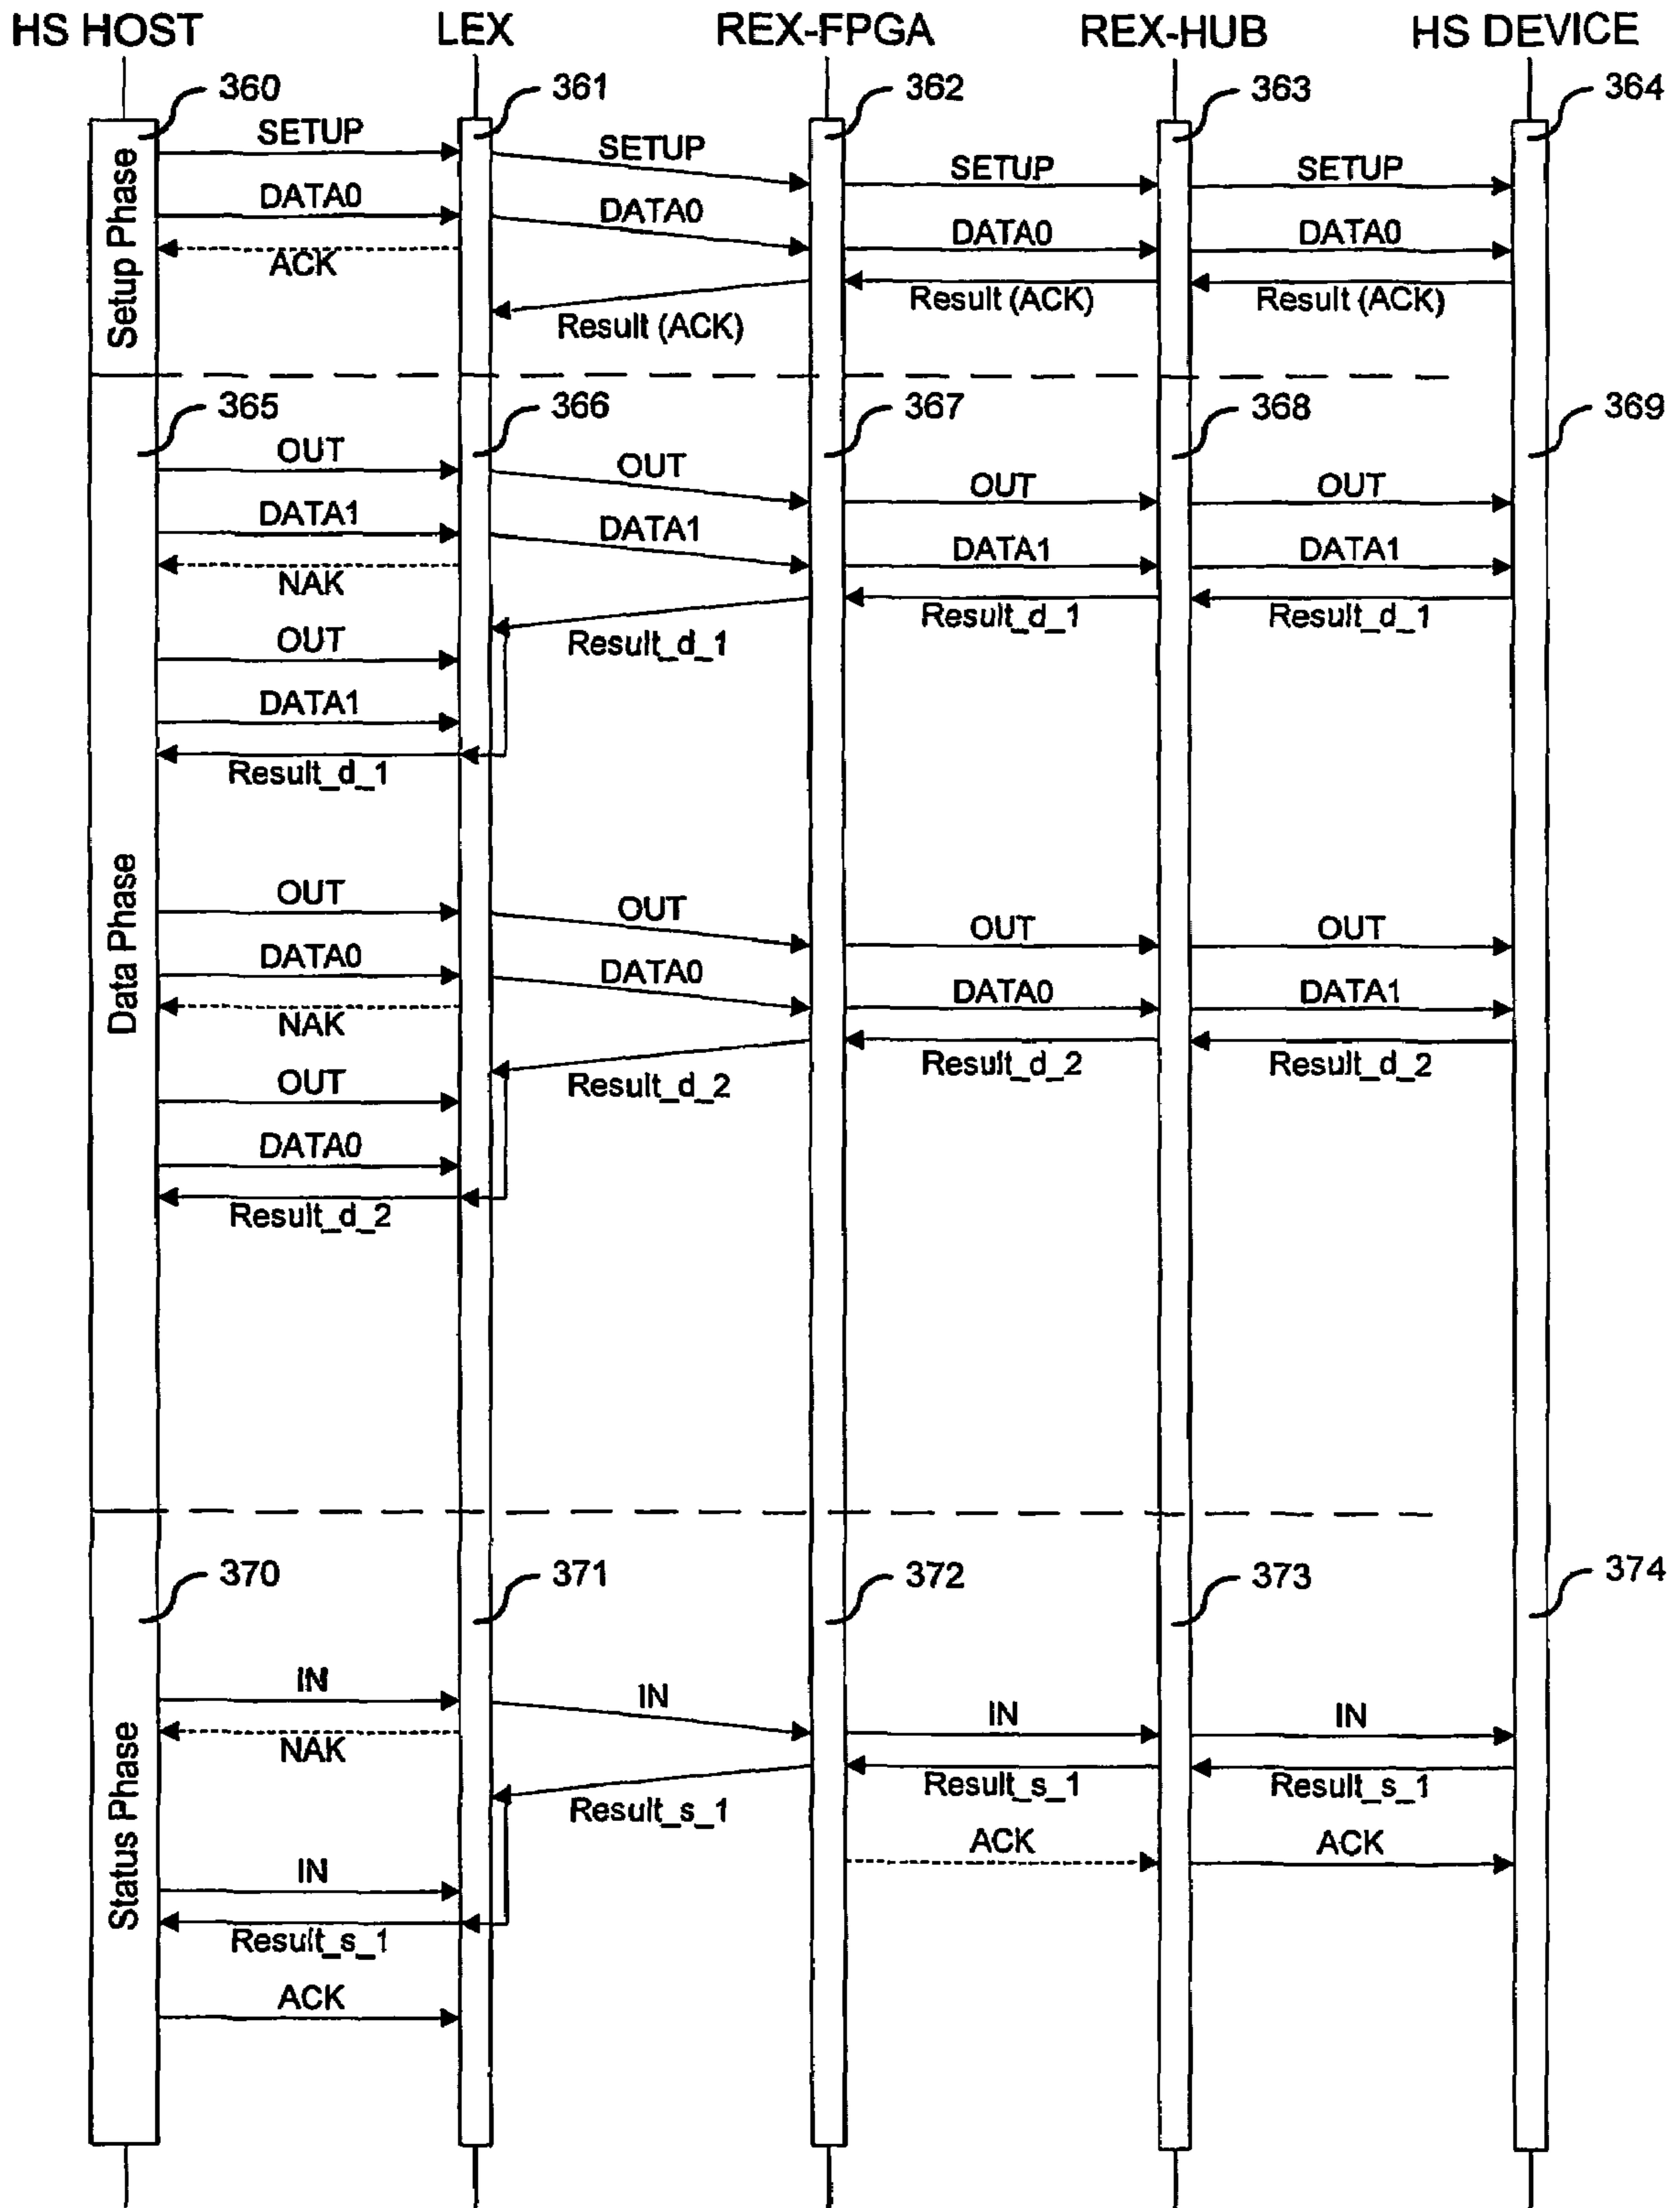 HS HOST LEX REX-FPGA REX-HUB HS DEVICE
360 361 362 363 364
SETUP SETUP SETUP SETUP
DATA0 DATA0 DATA0 DATA0
ACK Result (ACK) Result (ACK) Result (ACK)
Setup Phase
365 366 367 368 369
OUT OUT OUT OUT
DATA1 DATA1 DATA1 DATA1
NAK Result_d_1 Result_d_1 Result_d_1
OUT
DATA1
Result_d_1
Data Phase
OUT OUT OUT OUT
DATA0 DATA0 DATA0 DATA1
NAK Result_d_2 Result_d_2 Result_d_2
OUT
DATA0
Result_d_2
370 371 372 373 374
IN IN IN IN
NAK Result_s_1 Result_s_1 Result_s_1
Status Phase
ACK ACK
IN
Result_s_1
ACK